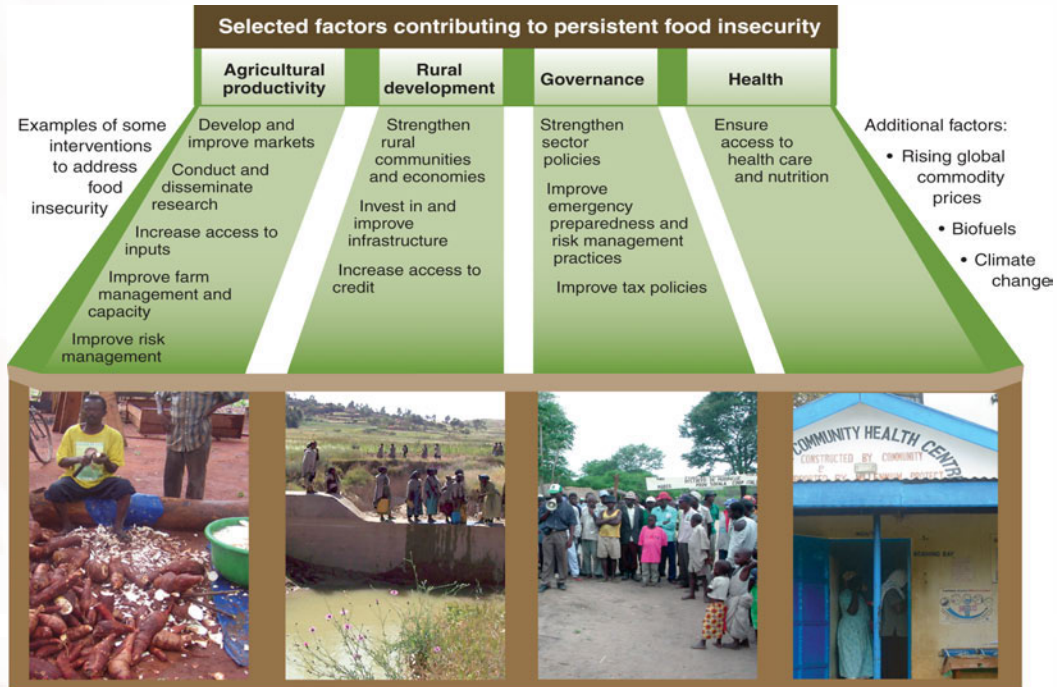 Selected factors contributing to persistent food insecurity
Agricultural
productivity
Rural
development
Governance
Health
Examples of some
interventions
to address
food
insecurity
Develop and
improve markets
Conduct and
disseminate
research
Increase access to
inputs
Improve farm
management and
capacity
Improve risk
management
Strengthen
rural
communities
and economies
Invest in and
improve
infrastructure
Increase access to
credit
Strengthen
sector
policies
Improve
emergency
preparedness and
risk management
practices
Improve tax policies
Ensure
access to
health care
and nutrition
Additional factors:
• Rising global
commodity
prices
• Biofuels
• Climate
change
COMMUNITY HEALTH CENTR
CONSTRUCTED BY COMMUNITY